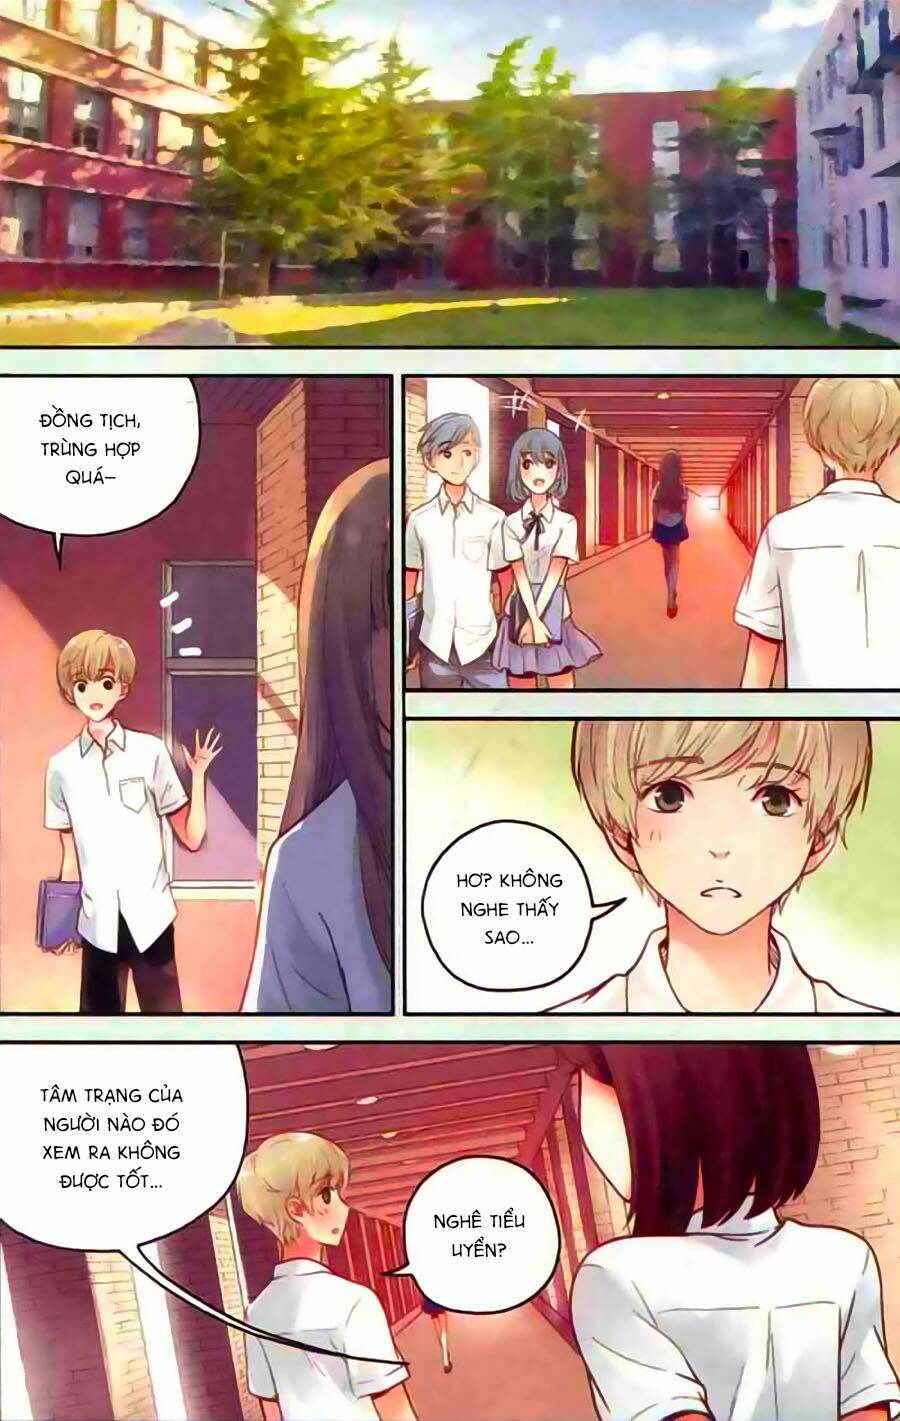 ĐỒNG TỊCH,
TRÙNG HỢP
QUÁ–
HƠ? KHÔNG
NGHE THẤY
SAO...
TÂM TRẠNG CỦA
NGƯỜI NÀO ĐÓ
XEM RA KHÔNG
ĐƯỢC TỐT...
NGHÊ TIỂU
UYỂN?